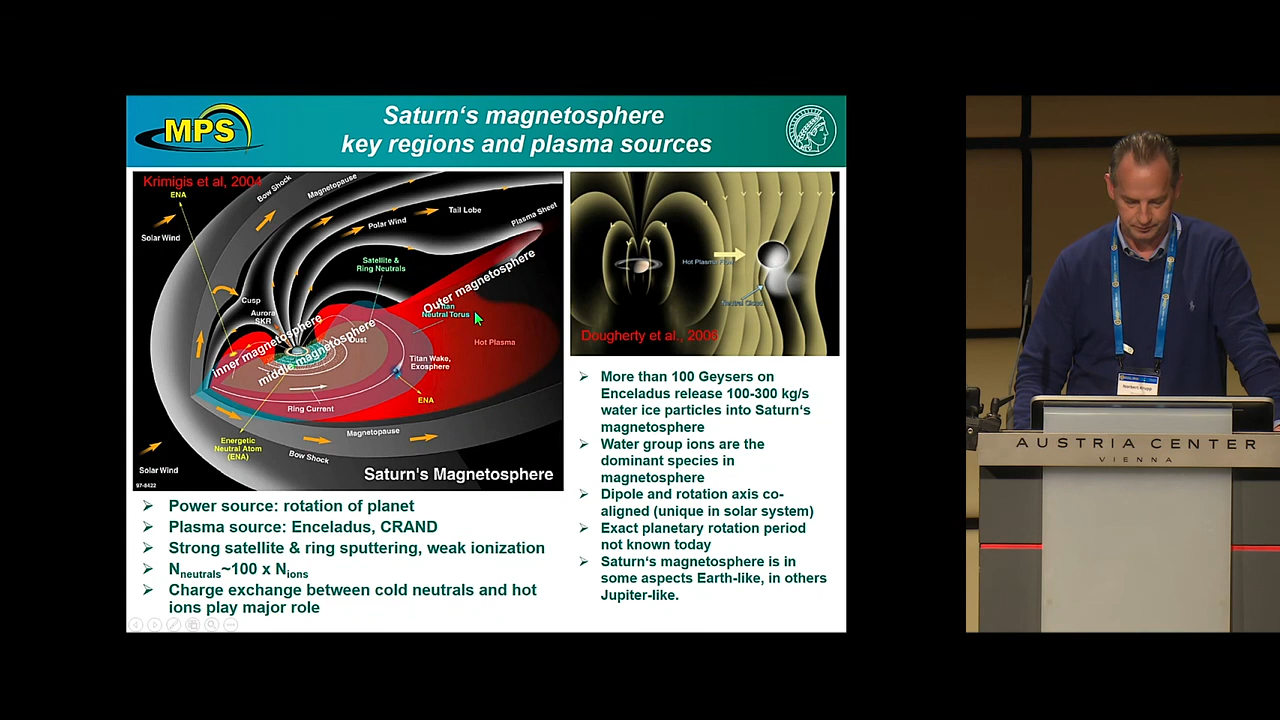 MPS
Saturn‘s magnetosphere
key regions and plasma sources
Krimigis et al, 2004
ENA
Bow Shock
Magnetopause
Solar Wind
Polar Wind
Tail Lobe
Plasma Sheet
Satellite &
Ring Neutrals
Outer magnetosphere
Cusp
Aurora
SKR
Titan
Neutral Torus
inner magnetosphere
middle magnetosphere
Dust
Hot Plasma
Titan Wake,
Exosphere
Ring Current
ENA
Energetic
Neutral Atom
(ENA)
Magnetopause
Bow Shock
Solar Wind
Saturn's Magnetosphere
97-8422
Hot Plasma Flow
Neutral Cloud
Dougherty et al., 2006
➢ Power source: rotation of planet
➢ Plasma source: Enceladus, CRAND
➢ Strong satellite & ring sputtering, weak ionization
➢ Nneutrals~100 x Nions
➢ Charge exchange between cold neutrals and hot
ions play major role
➢ More than 100 Geysers on
Enceladus release 100-300 kg/s
water ice particles into Saturn‘s
magnetosphere
➢ Water group ions are the
dominant species in
magnetosphere
➢ Dipole and rotation axis co-
aligned (unique in solar system)
➢ Exact planetary rotation period
not known today
➢ Saturn‘s magnetosphere is in
some aspects Earth-like, in others
Jupiter-like.
Norbert Krupp
AUSTRIA CENTER
VIENNA